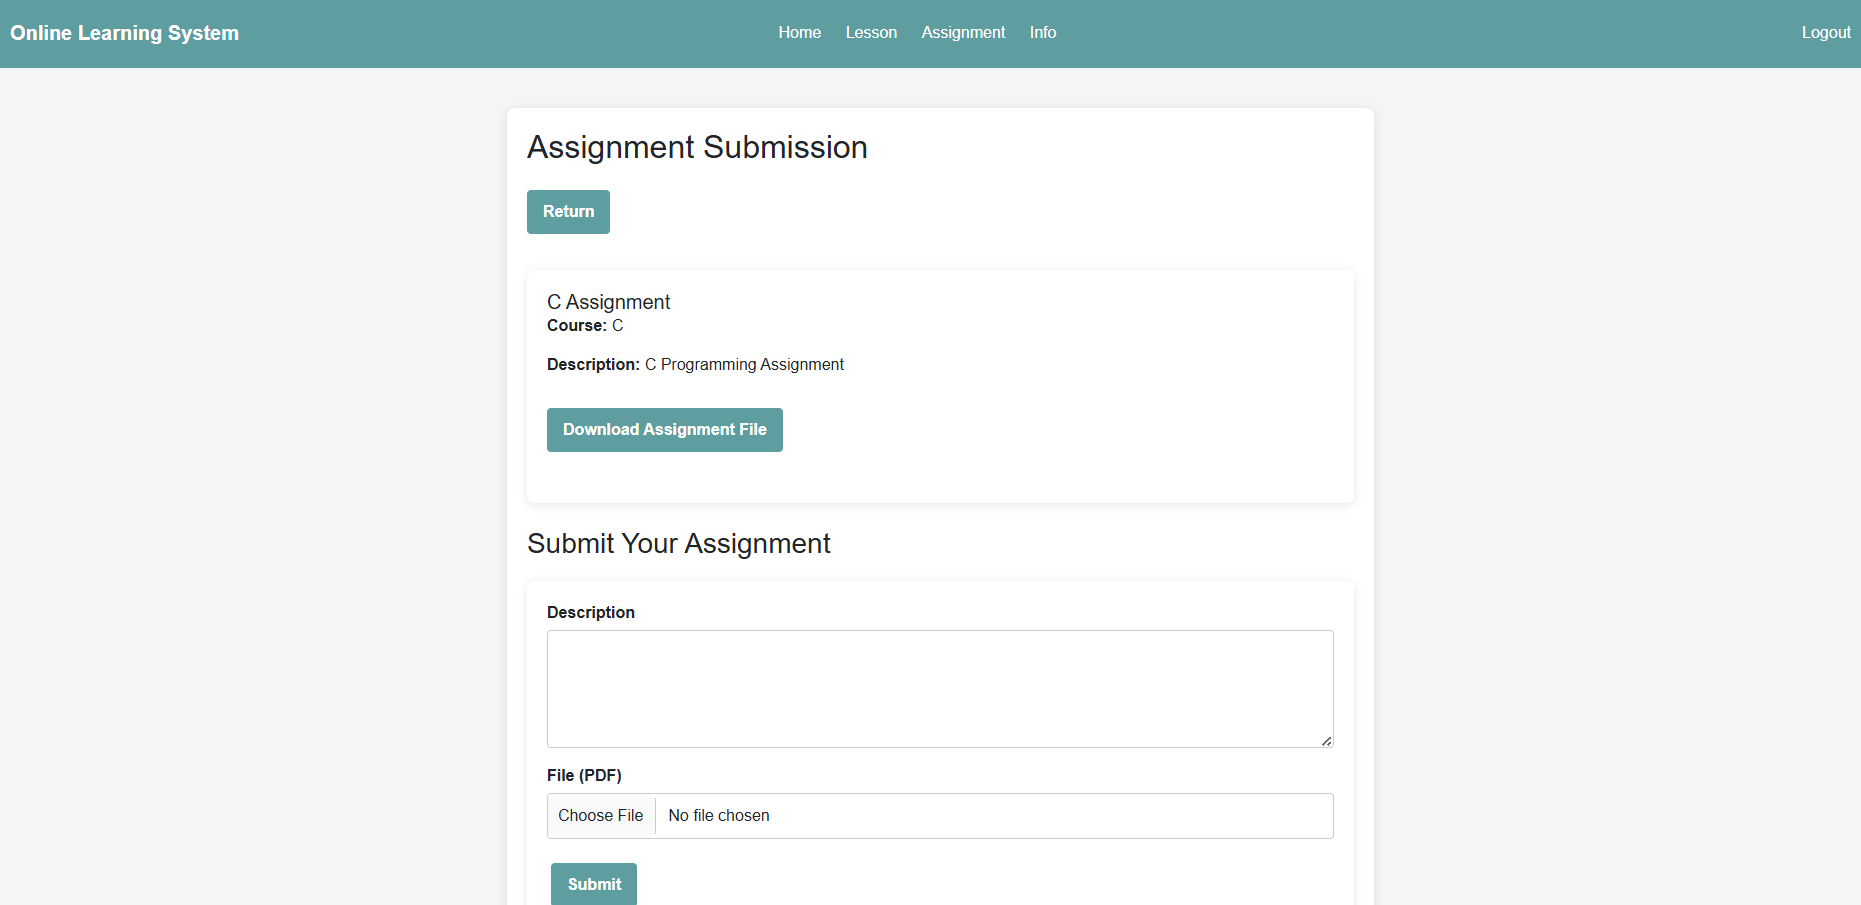 Online Learning System
Home Lesson Assignment Info
Logout
Assignment Submission
Return
C Assignment
Course: C
Description: C Programming Assignment
Download Assignment File
Submit Your Assignment
Description
File (PDF)
Choose File No file chosen
Submit